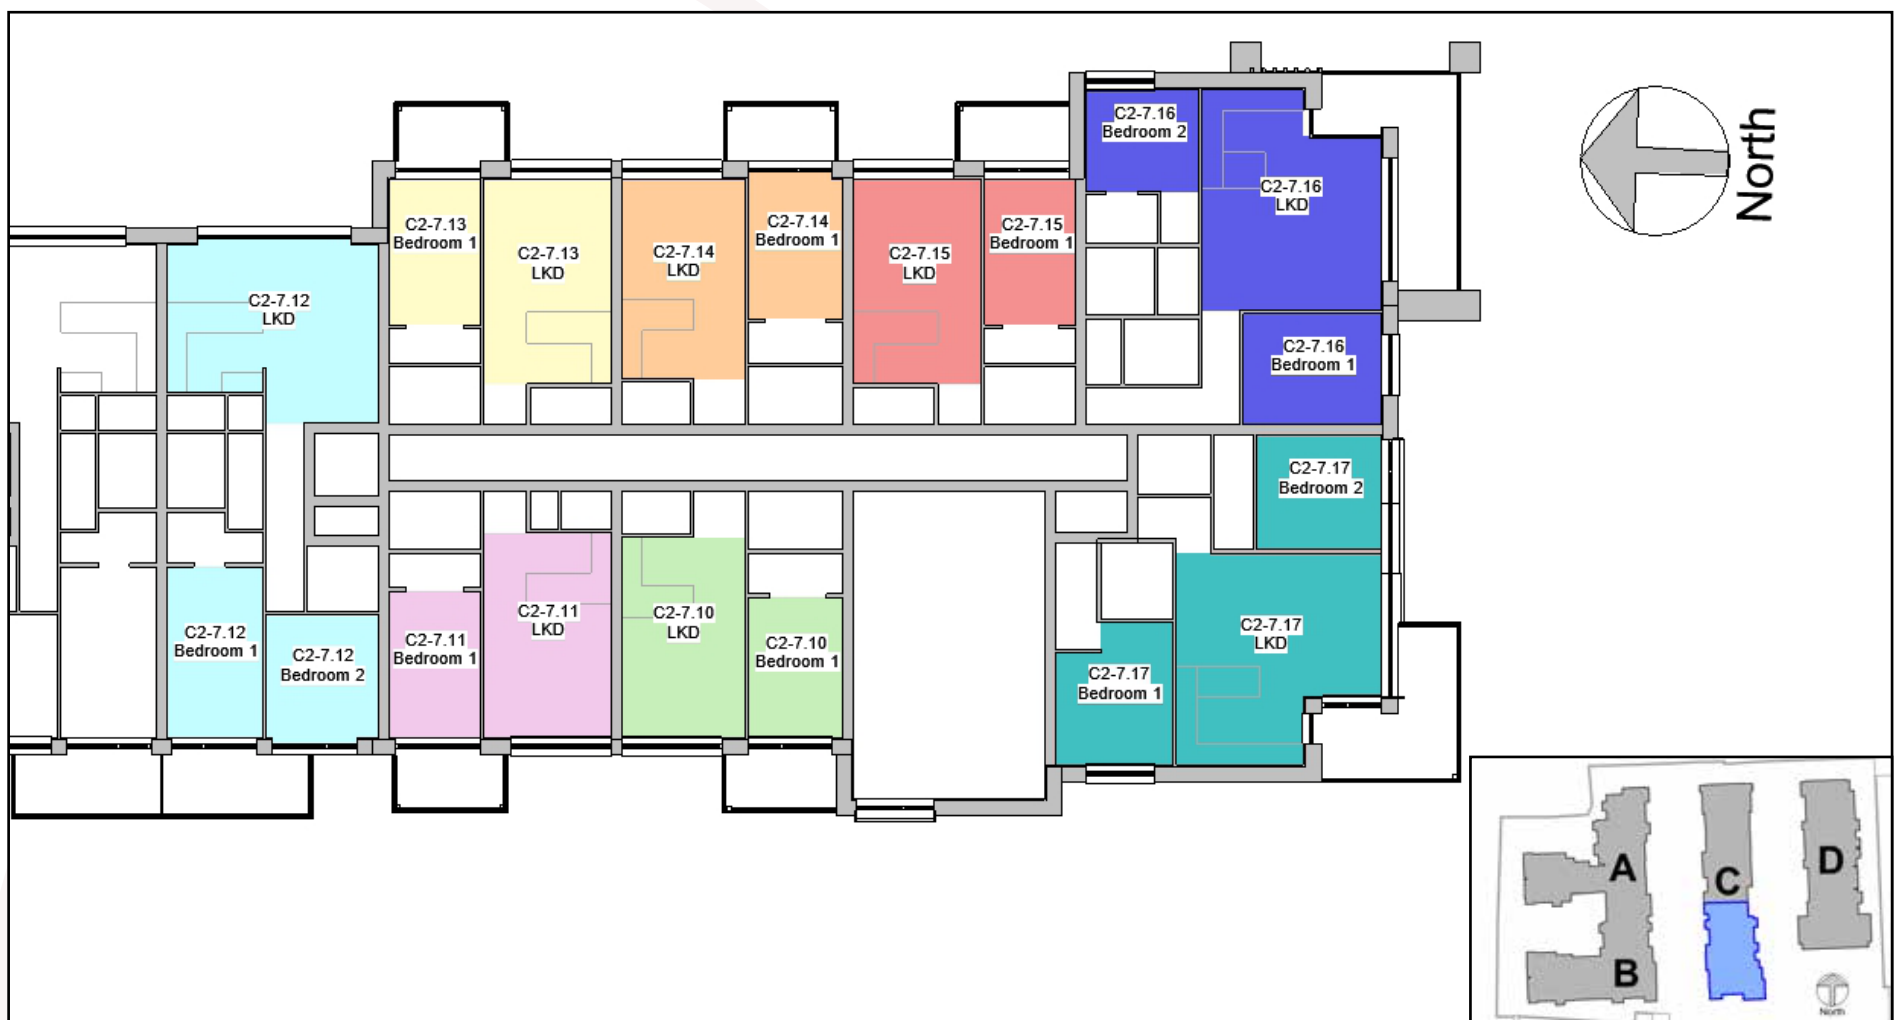 C2-7.16
Bedroom 2
C2-7.16
LKD
North
C2-7.13
Bedroom 1
C2-7.13
LKD
C2-7.14
LKD
C2-7.14
Bedroom 1
C2-7.15
LKD
C2-7.15
Bedroom 1
C2-7.12
LKD
C2-7.16
Bedroom 1
C2-7.17
Bedroom 2
C2-7.12
Bedroom 1
C2-7.12
Bedroom 2
C2-7.11
Bedroom 1
C2-7.11
LKD
C2-7.10
LKD
C2-7.10
Bedroom 1
C2-7.17
Bedroom 1
C2-7.17
LKD
A
C
D
B
North